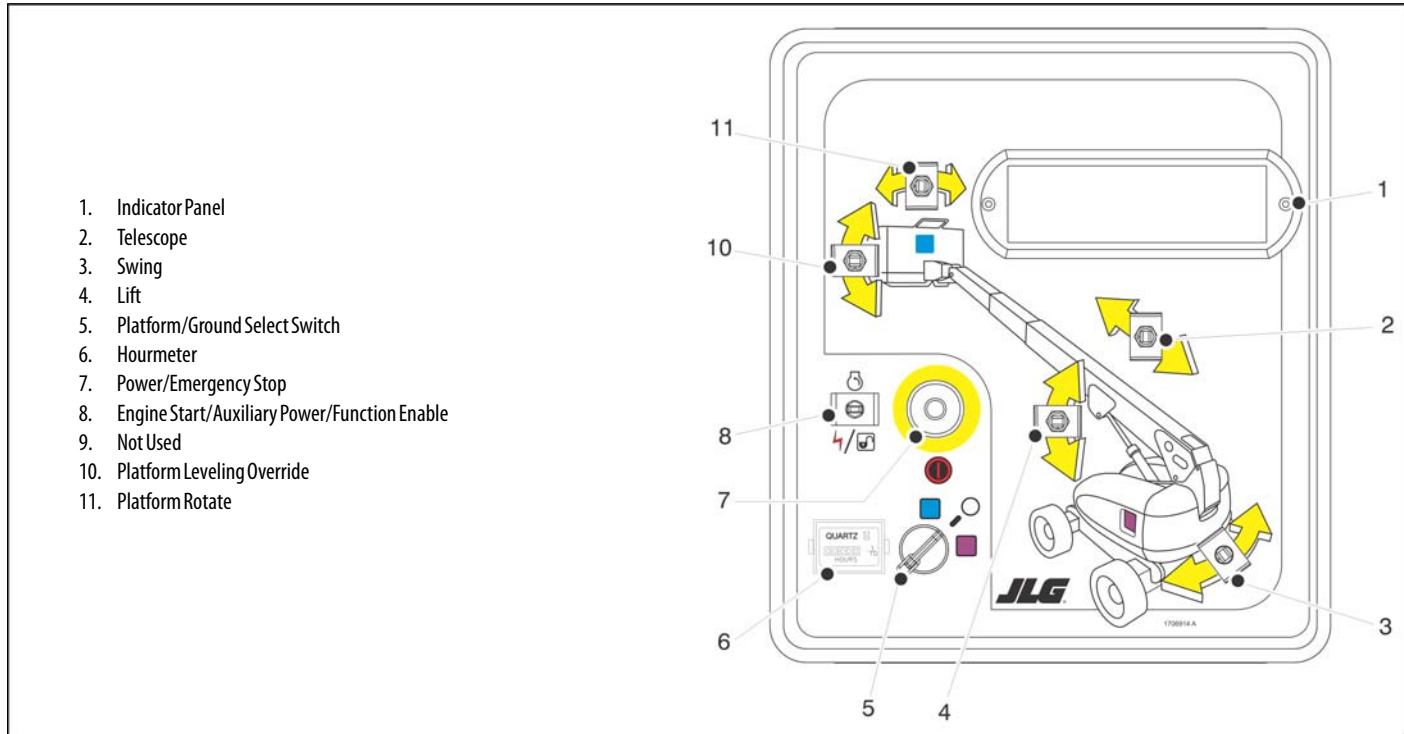 1. Indicator Panel
2. Telescope
3. Swing
4. Lift
5. Platform/Ground Select Switch
6. Hourmeter
7. Power/Emergency Stop
8. Engine Start/Auxiliary Power/Function Enable
9. Not Used
10. Platform Leveling Override
11. Platform Rotate
11
1
10
2
8
7
QUARTZ
HOURS
JLG
1706914 A
6
3
5
4